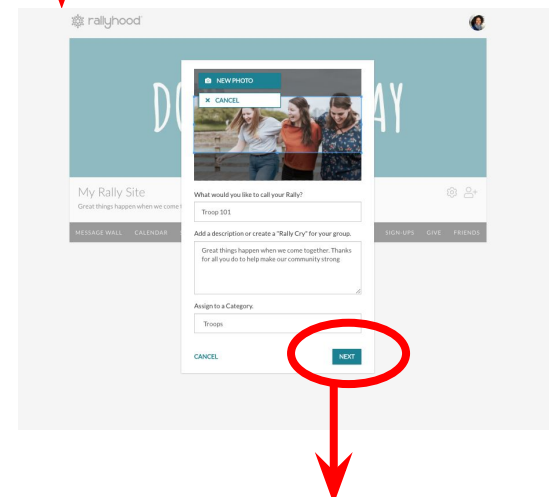 rallyhood
NEW PHOTO
× CANCEL
AY
My Rally Site
Great things happen when we come
What would you like to call your Rally?
Troop 101
Add a description or create a "Rally Cry" for your group.
Great things happen when we come together. Thanks
for all you do to help make our community strong
MESSAGE WALL CALENDAR SIGN-UPS GIVE FRIENDS
Assign to a Category.
Troops
CANCEL NEXT